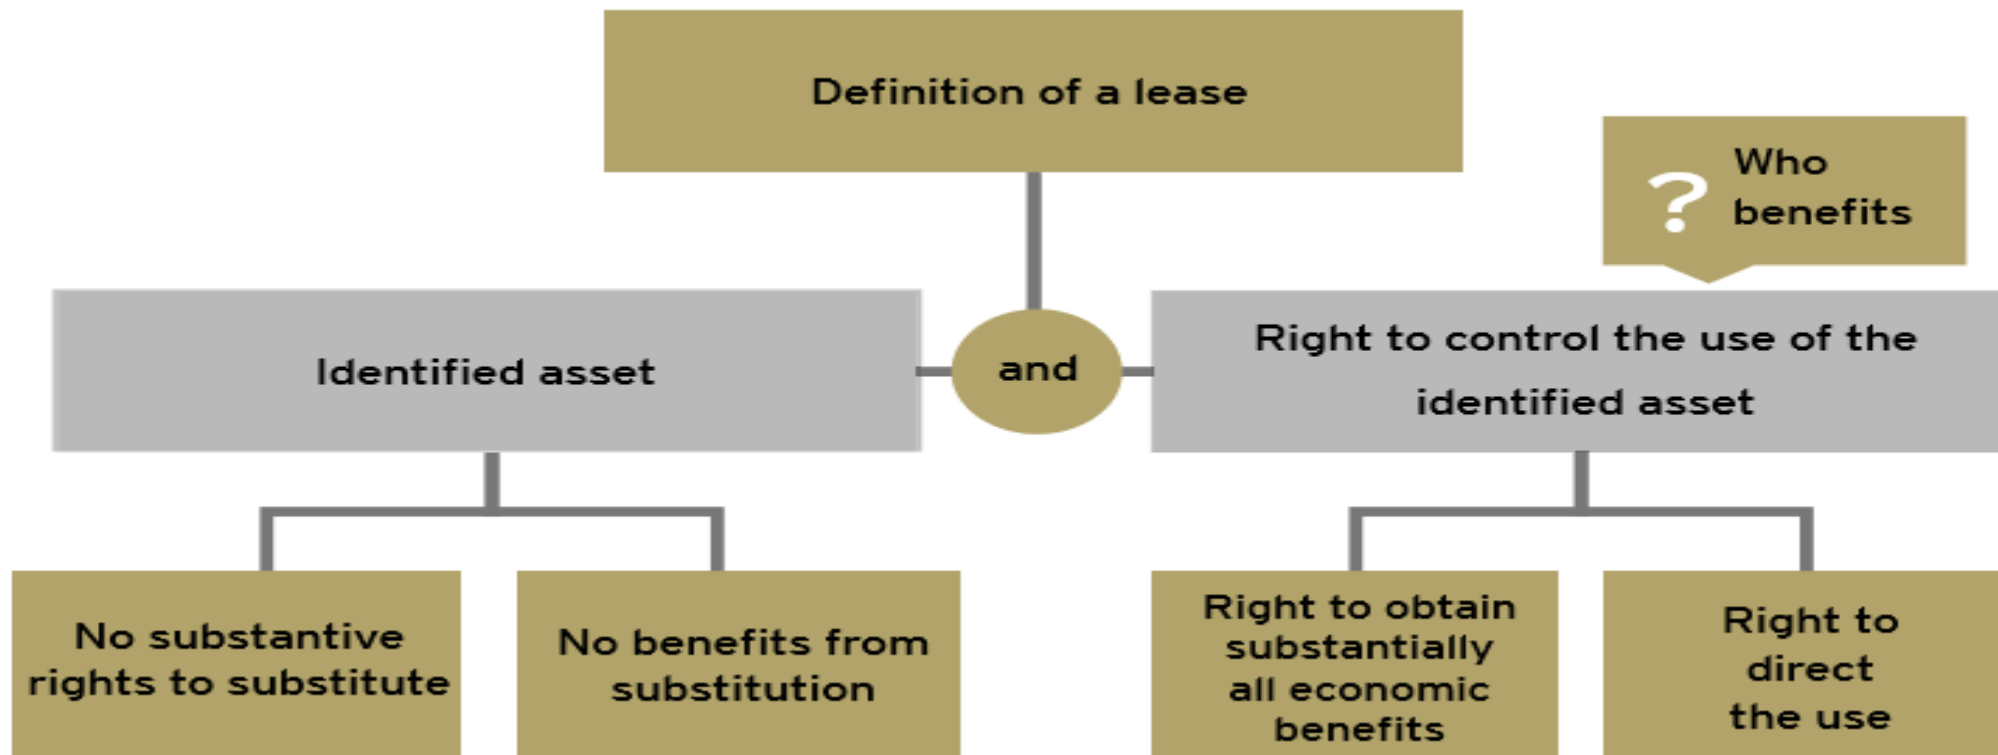 Definition of a lease
?
Who
benefits
Identified asset
and
Right to control the use of the
identified asset
No substantive
rights to substitute
No benefits from
substitution
Right to obtain
substantially
all economic
benefits
Right to
direct
the use